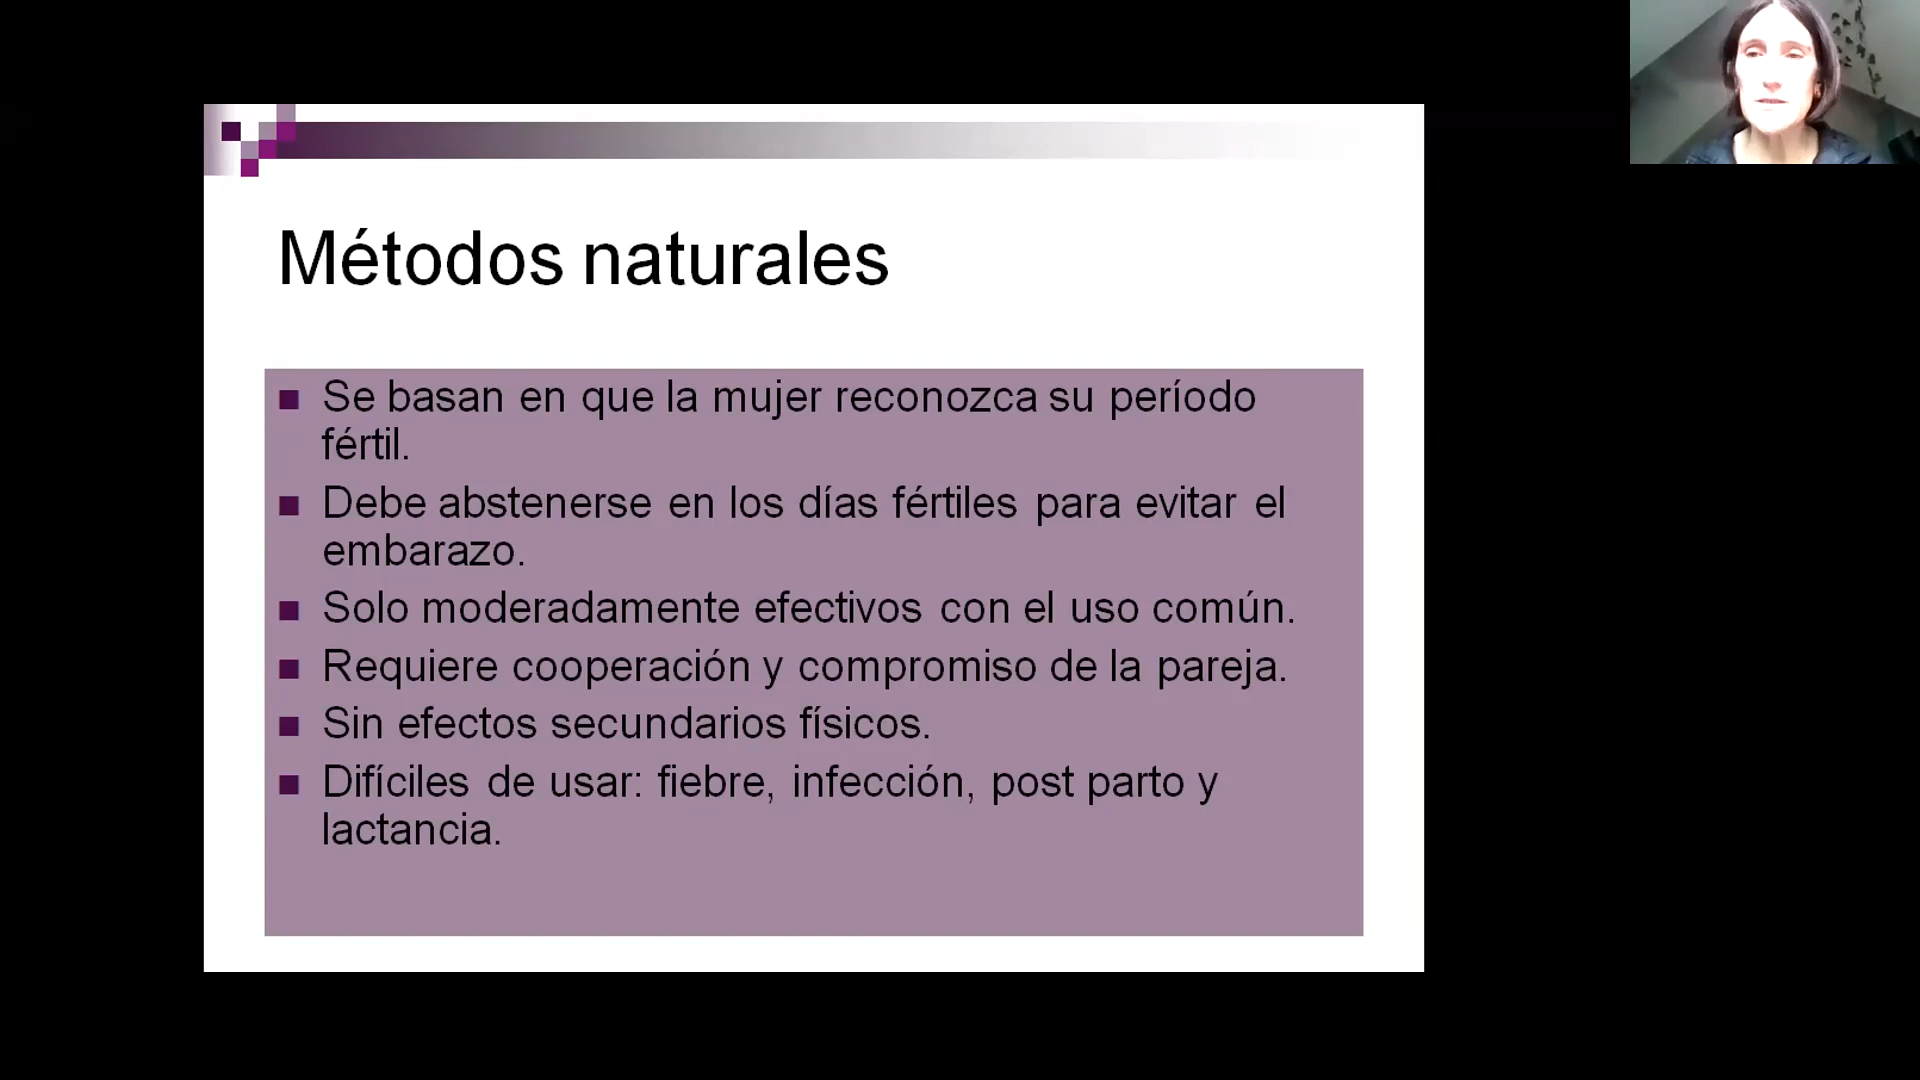 Métodos naturales
Se basan en que la mujer reconozca su período
fértil.
Debe abstenerse en los días fértiles para evitar el
embarazo.
Solo moderadamente efectivos con el uso común.
Requiere cooperación y compromiso de la pareja.
Sin efectos secundarios físicos.
Difíciles de usar: fiebre, infección, post parto y
lactancia.